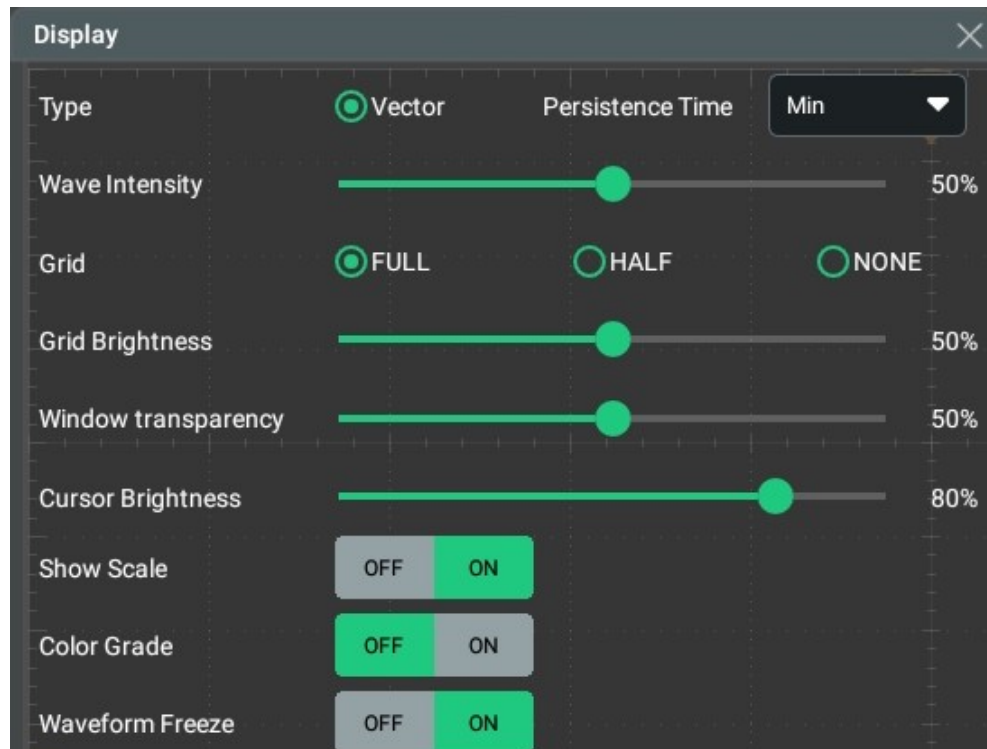 Display
Type Vector Persistence Time Min
Wave Intensity 50%
Grid FULL HALF NONE
Grid Brightness 50%
Window transparency 50%
Cursor Brightness 80%
Show Scale OFF ON
Color Grade OFF ON
Waveform Freeze OFF ON